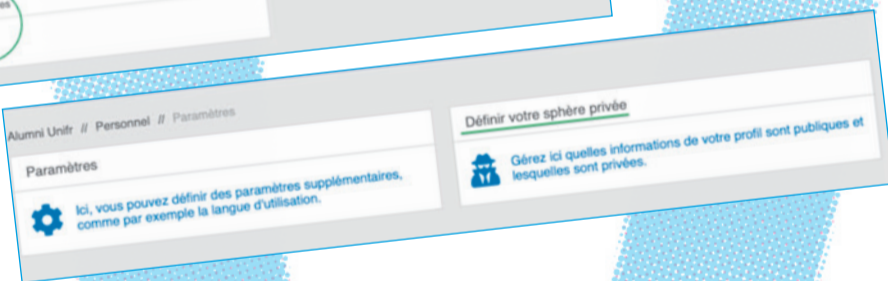 Alumni Unifr // Personnel // Paramètres
Paramètres
Ici, vous pouvez définir des paramètres supplémentaires,
comme par exemple la langue d'utilisation.
Définir votre sphère privée
Gérez ici quelles informations de votre profil sont publiques et
lesquelles sont privées.